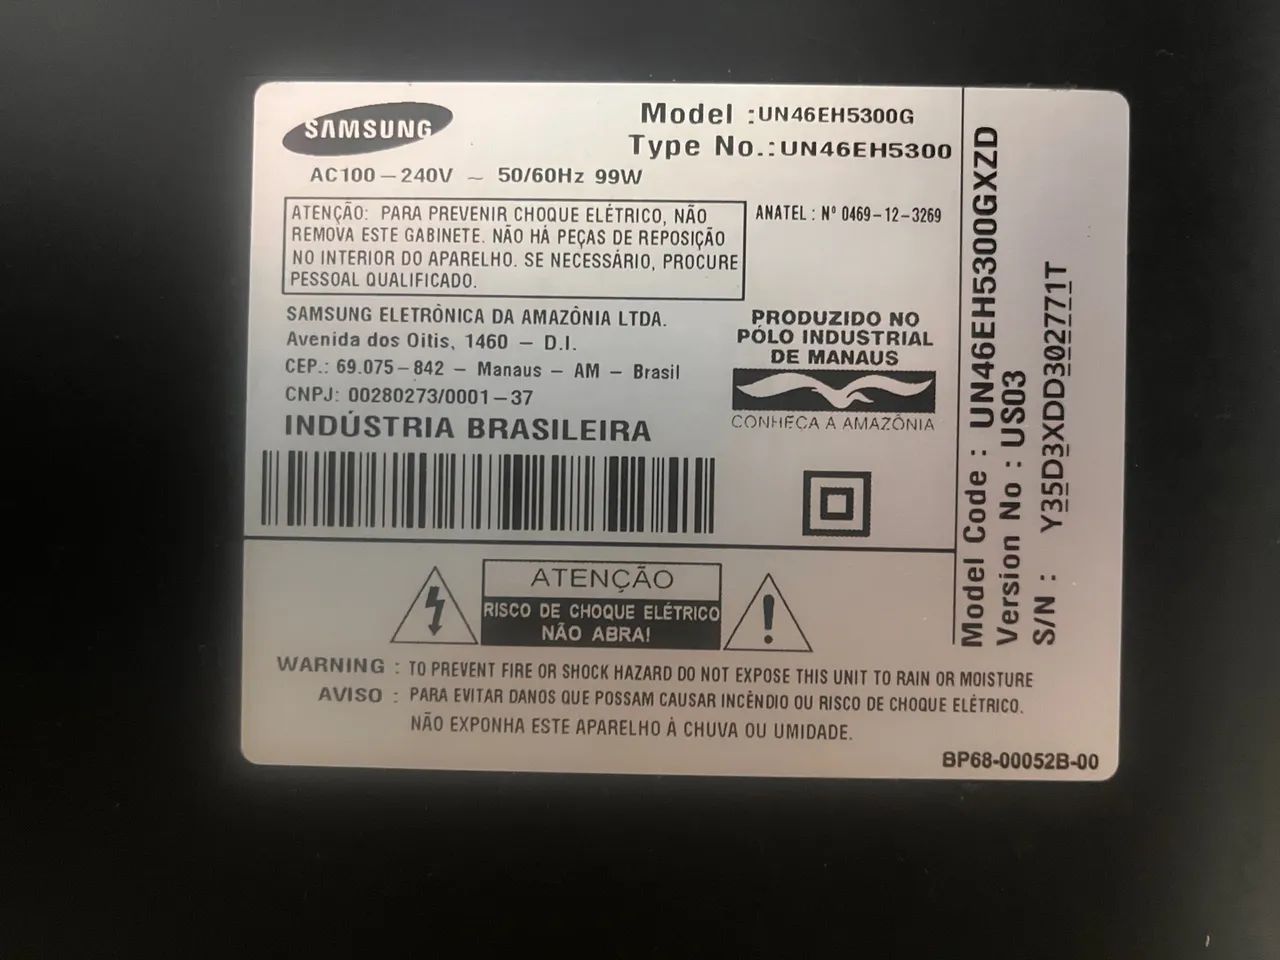 SAMSUNG
Model :UN46EH5300G
Type No.:UN46EH5300
AC100-240V ~ 50/60Hz 99W
ATENÇÃO: PARA PREVENIR CHOQUE ELÉTRICO, NÃO
REMOVA ESTE GABINETE. NÃO HÁ PEÇAS DE REPOSIÇÃO
NO INTERIOR DO APARELHO. SE NECESSÁRIO, PROCURE
PESSOAL QUALIFICADO.
ANATEL : Nº 0469-12-3269
SAMSUNG ELETRÔNICA DA AMAZÔNIA LTDA.
Avenida dos Oitis, 1460 - D.I.
CEP.: 69.075-842 - Manaus - AM - Brasil
CNPJ: 00280273/0001-37
INDÚSTRIA BRASILEIRA
PRODUZIDO NO
PÓLO INDUSTRIAL
DE MANAUS
CONHEÇA A AMAZÔNIA
ATENÇÃO
RISCO DE CHOQUE ELÉTRICO
NÃO ABRA!
WARNING : TO PREVENT FIRE OR SHOCK HAZARD DO NOT EXPOSE THIS UNIT TO RAIN OR MOISTURE
AVISO : PARA EVITAR DANOS QUE POSSAM CAUSAR INCÊNDIO OU RISCO DE CHOQUE ELÉTRICO.
NÃO EXPONHA ESTE APARELHO À CHUVA OU UMIDADE.
BP68-00052B-00
Model Code : UN46EH5300GXZD
Version No : US03
S/N : Y35D3XDD302771T